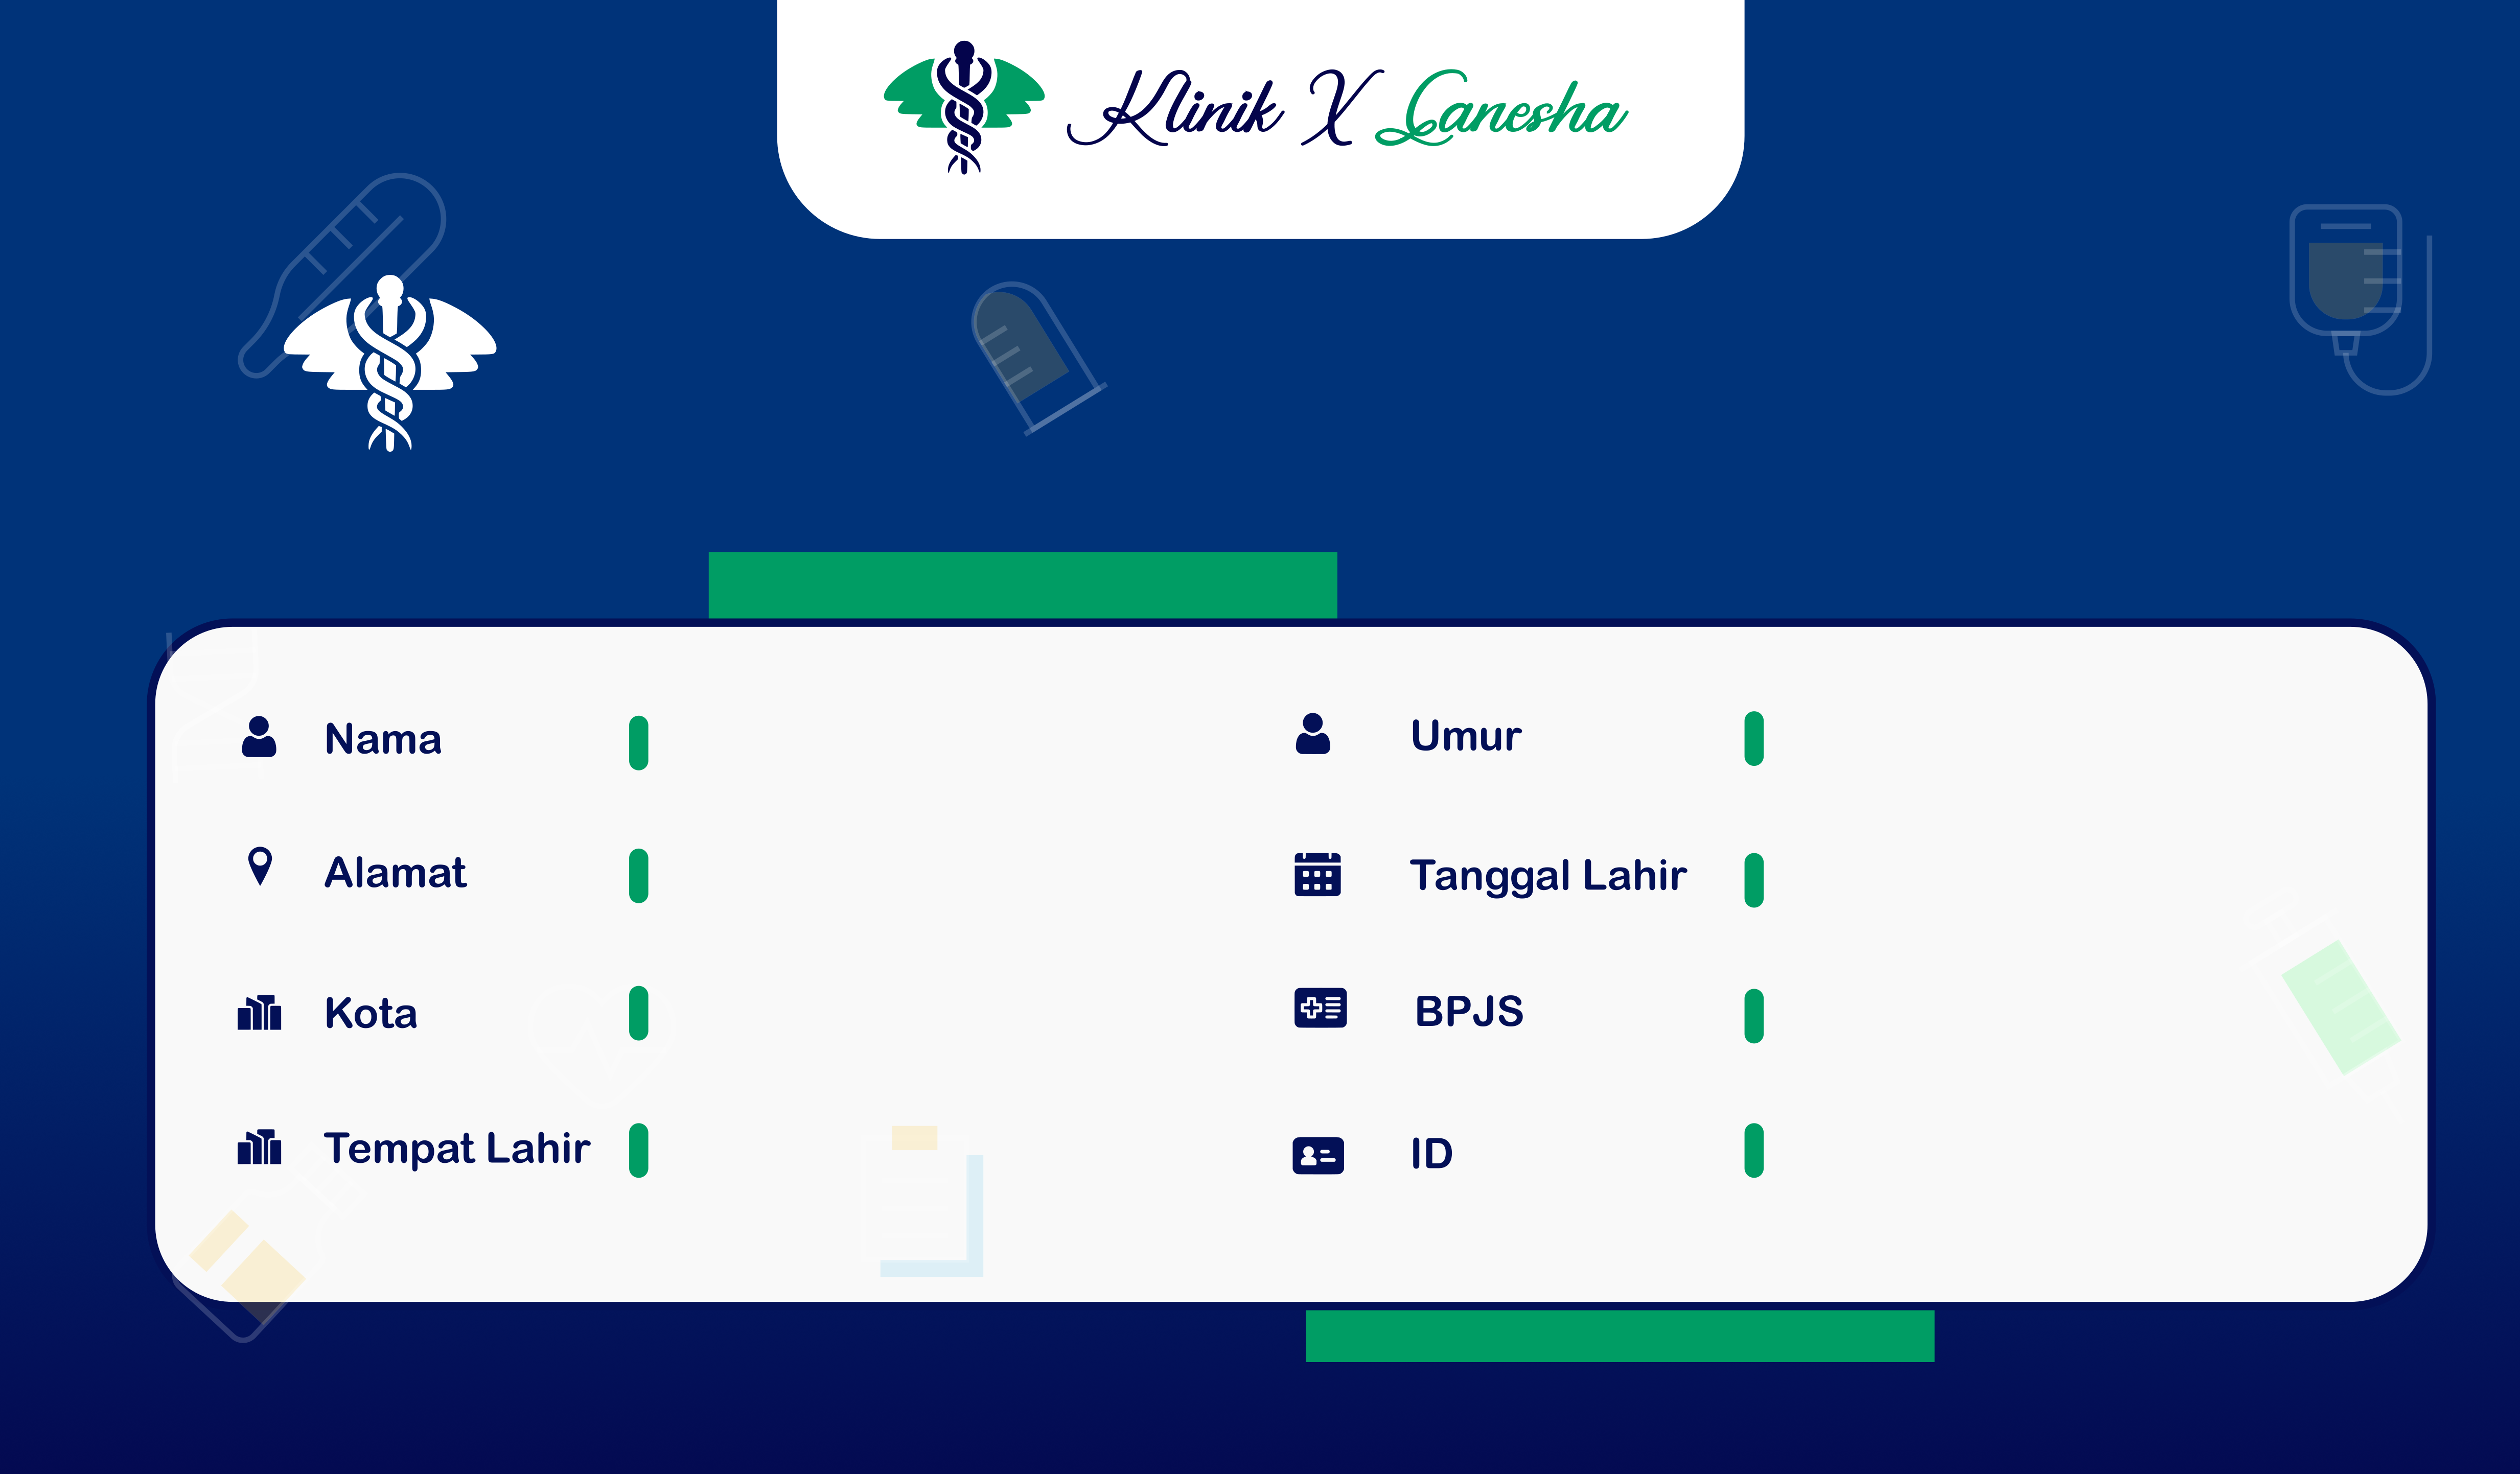 Klinik X Ganesha
Nama
Umur
Alamat
Tanggal Lahir
Kota
BPJS
Tempat Lahir
ID